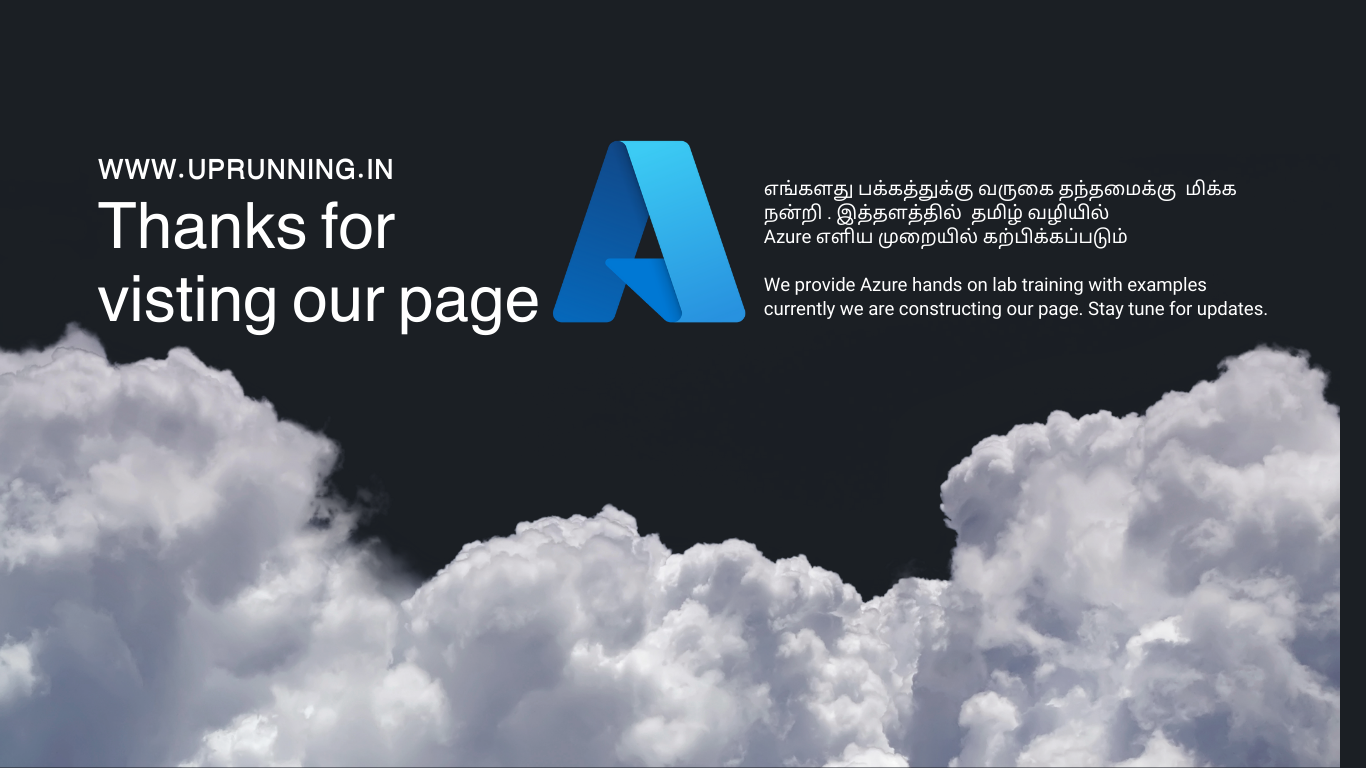 WWW.UPRUNNING.IN
Thanks for
visting our page
எங்களது பக்கத்துக்கு வருகை தந்தமைக்கு மிக்க
நன்றி . இத்தளத்தில் தமிழ் வழியில்
Azure எளிய முறையில் கற்பிக்கப்படும்
We provide Azure hands on lab training with examples
currently we are constructing our page. Stay tune for updates.